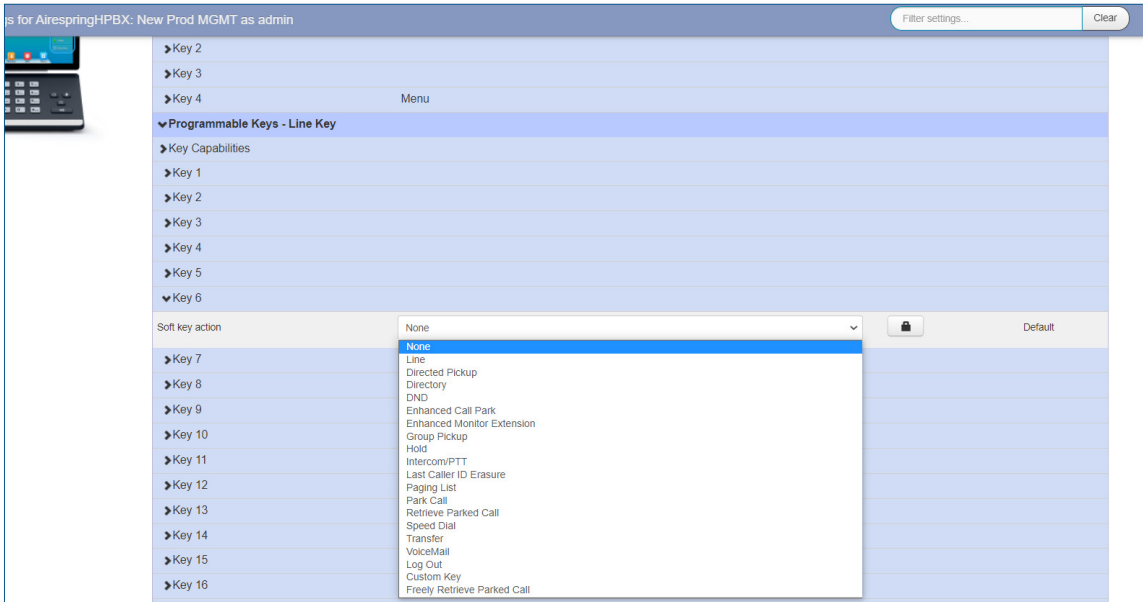 gs for AirespringHPBX: New Prod MGMT as admin
Filter settings...
Clear
Key 2
Key 3
Key 4 Menu
Programmable Keys - Line Key
Key Capabilities
Key 1
Key 2
Key 3
Key 4
Key 5
Key 6
Soft key action None Default
None
Line
Directed Pickup
Directory
DND
Enhanced Call Park
Enhanced Monitor Extension
Group Pickup
Hold
Intercom/PTT
Last Caller ID Erasure
Paging List
Park Call
Retrieve Parked Call
Speed Dial
Transfer
VoiceMail
Log Out
Custom Key
Freely Retrieve Parked Call
Key 7
Key 8
Key 9
Key 10
Key 11
Key 12
Key 13
Key 14
Key 15
Key 16